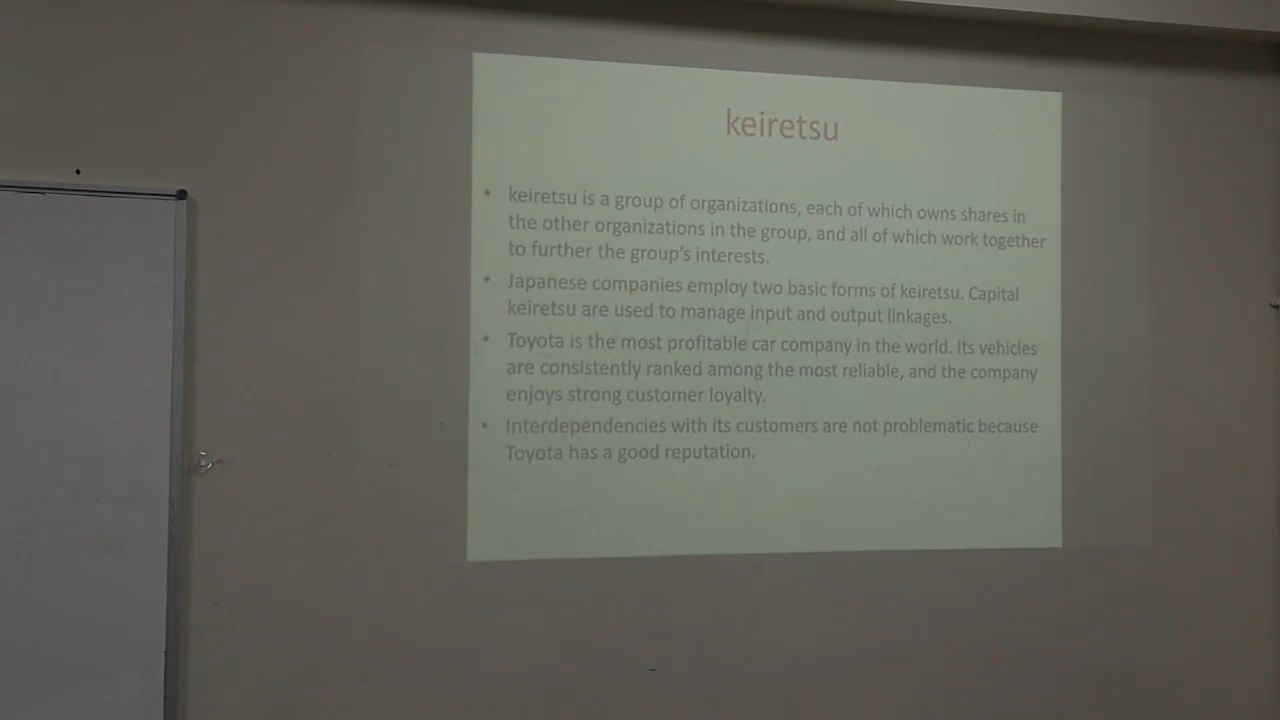 keiretsu
• keiretsu is a group of organizations, each of which owns shares in
the other organizations in the group, and all of which work together
to further the group's interests.
• Japanese companies employ two basic forms of keiretsu. Capital
keiretsu are used to manage input and output linkages.
• Toyota is the most profitable car company in the world. Its vehicles
are consistently ranked among the most reliable, and the company
enjoys strong customer loyalty.
• Interdependencies with its customers are not problematic because
Toyota has a good reputation.